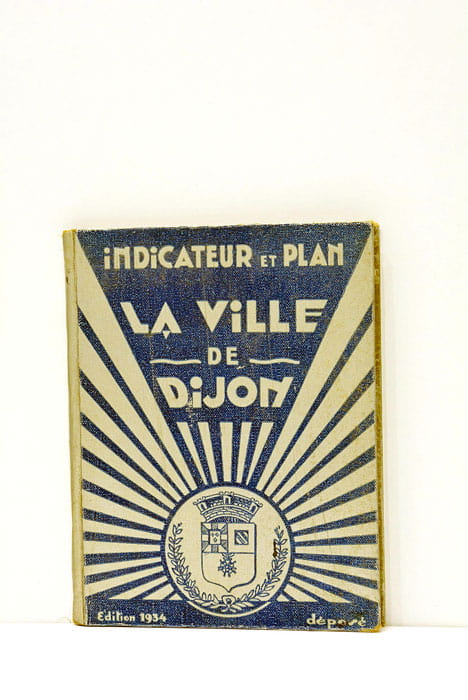 iNDiCATEUR ET PLAN
LA ViLLE
DE
DiJON
Edition 1934
déposé